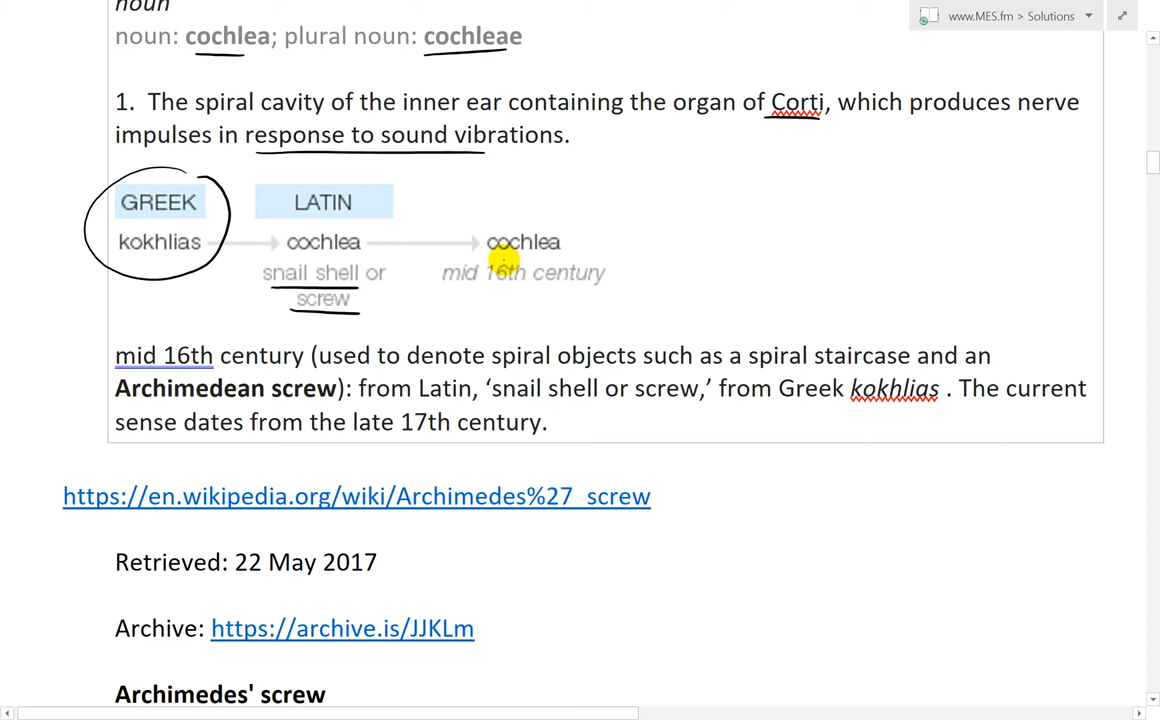 noun
www.MES.fm > Solutions
noun: cochlea; plural noun: cochleae
1. The spiral cavity of the inner ear containing the organ of Corti, which produces nerve
impulses in response to sound vibrations.
GREEK LATIN
kokhlias cochlea cochlea
snail shell or mid 16th century
screw
mid 16th century (used to denote spiral objects such as a spiral staircase and an
Archimedean screw): from Latin, ‘snail shell or screw,’ from Greek kokhlias . The current
sense dates from the late 17th century.
https://en.wikipedia.org/wiki/Archimedes%27_screw
Retrieved: 22 May 2017
Archive: https://archive.is/JJKLm
Archimedes' screw